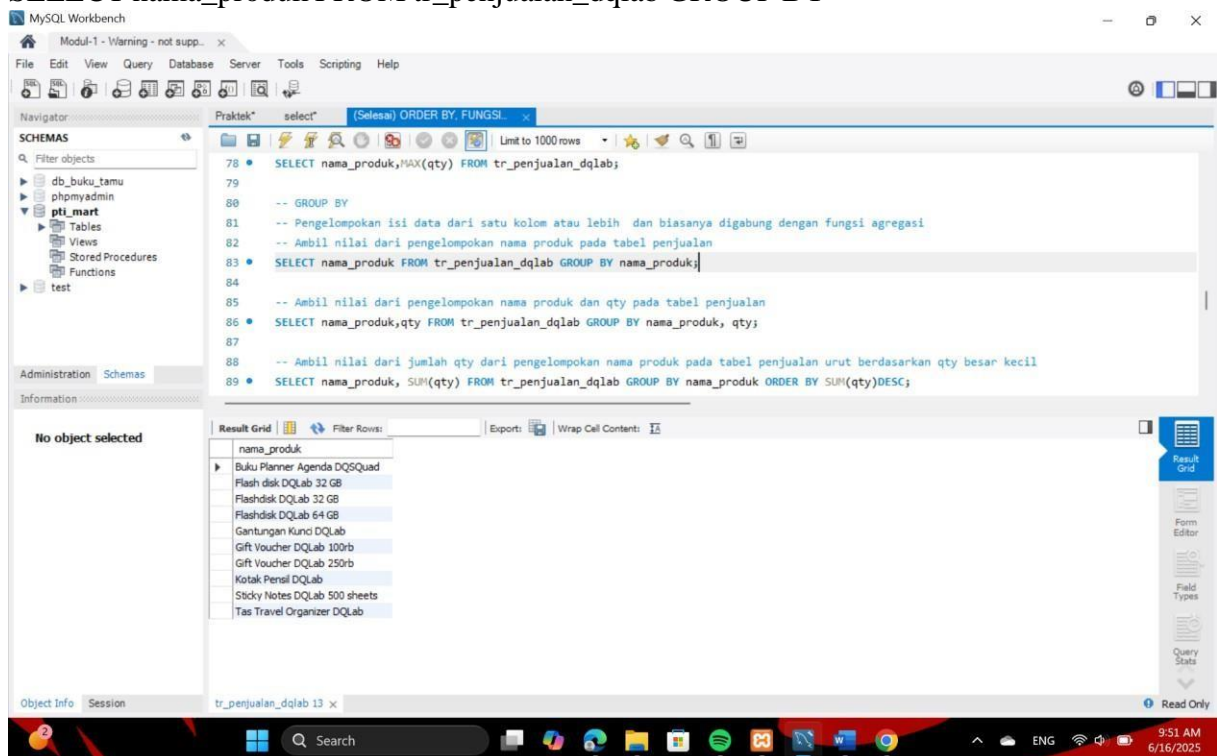 SELECT nama_produk FROM tr_penjualan_dqlab GROUP BY
MySQL Workbench
Modul-1 - Warning - not supp... x
File Edit View Query Database Server Tools Scripting Help
Navigator
SCHEMAS
Filter objects
db_buku_tamu
phpmyadmin
pti_mart
Tables
Views
Stored Procedures
Functions
test
Administration Schemas
Information
No object selected
Object Info Session
Praktek* select* (Selesai) ORDER BY, FUNGSI... x
Limit to 1000 rows
78 SELECT nama_produk,MAX(qty) FROM tr_penjualan_dqlab;
79
80 -- GROUP BY
81 -- Pengelompokan isi data dari satu kolom atau lebih dan biasanya digabung dengan fungsi agregasi
82 -- Ambil nilai dari pengelompokan nama produk pada tabel penjualan
83 SELECT nama_produk FROM tr_penjualan_dqlab GROUP BY nama_produk;
84
85 -- Ambil nilai dari pengelompokan nama produk dan qty pada tabel penjualan
86 SELECT nama_produk,qty FROM tr_penjualan_dqlab GROUP BY nama_produk, qty;
87
88 -- Ambil nilai dari jumlah qty dari pengelompokan nama produk pada tabel penjualan urut berdasarkan qty besar kecil
89 SELECT nama_produk, SUM(qty) FROM tr_penjualan_dqlab GROUP BY nama_produk ORDER BY SUM(qty)DESC;
Result Grid Filter Rows: Export: Wrap Cell Content:
nama_produk
Buku Planner Agenda DQSQuad
Flash disk DQLab 32 GB
Flashdisk DQLab 32 GB
Flashdisk DQLab 64 GB
Gantungan Kunci DQLab
Gift Voucher DQLab 100rb
Gift Voucher DQLab 250rb
Kotak Pensil DQLab
Sticky Notes DQLab 500 sheets
Tas Travel Organizer DQLab
Result
Grid
Form
Editor
Field
Types
Query
Stats
tr_penjualan_dqlab 13 x
Read Only
2
Search
ENG
9:51 AM
6/16/2025